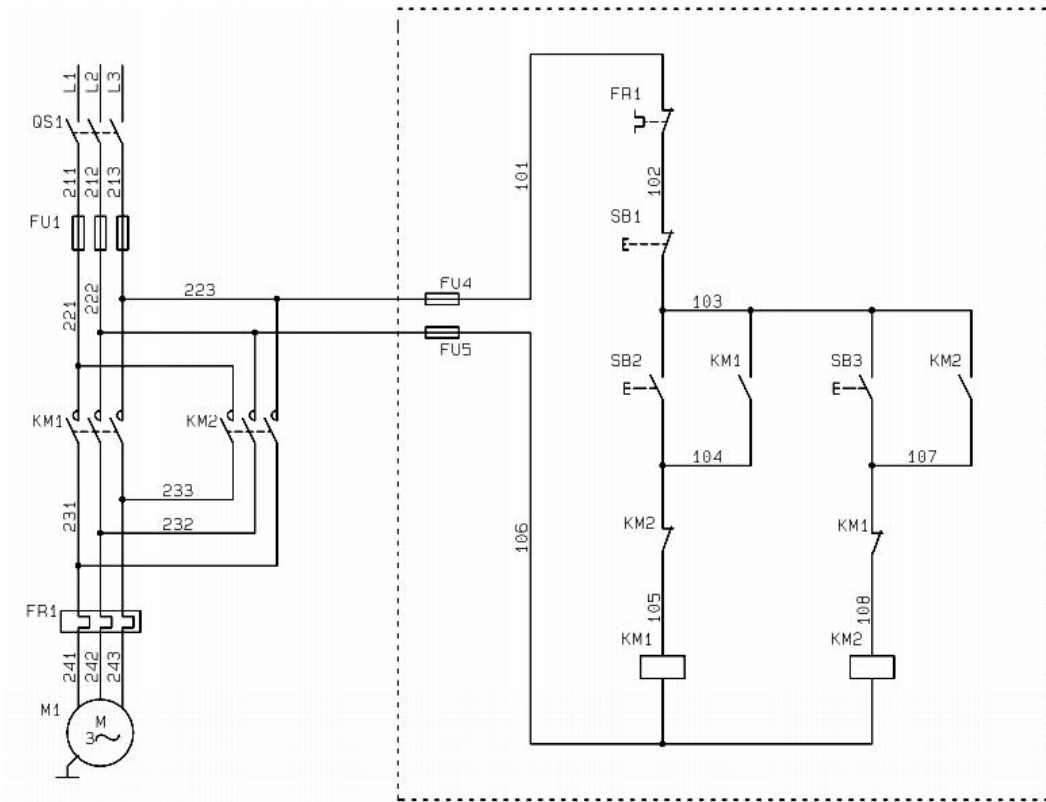 L1 L2 L3
QS1
211 212 213
FU1
221 222
223
FU4
FU5
KM1
KM2
233
232
231
FR1
241 242 243
M1
M
3
101
FR1
102
SB1
103
SB2
KM1
SB3
KM2
104
107
KM2
KM1
106
105
108
KM1
KM2